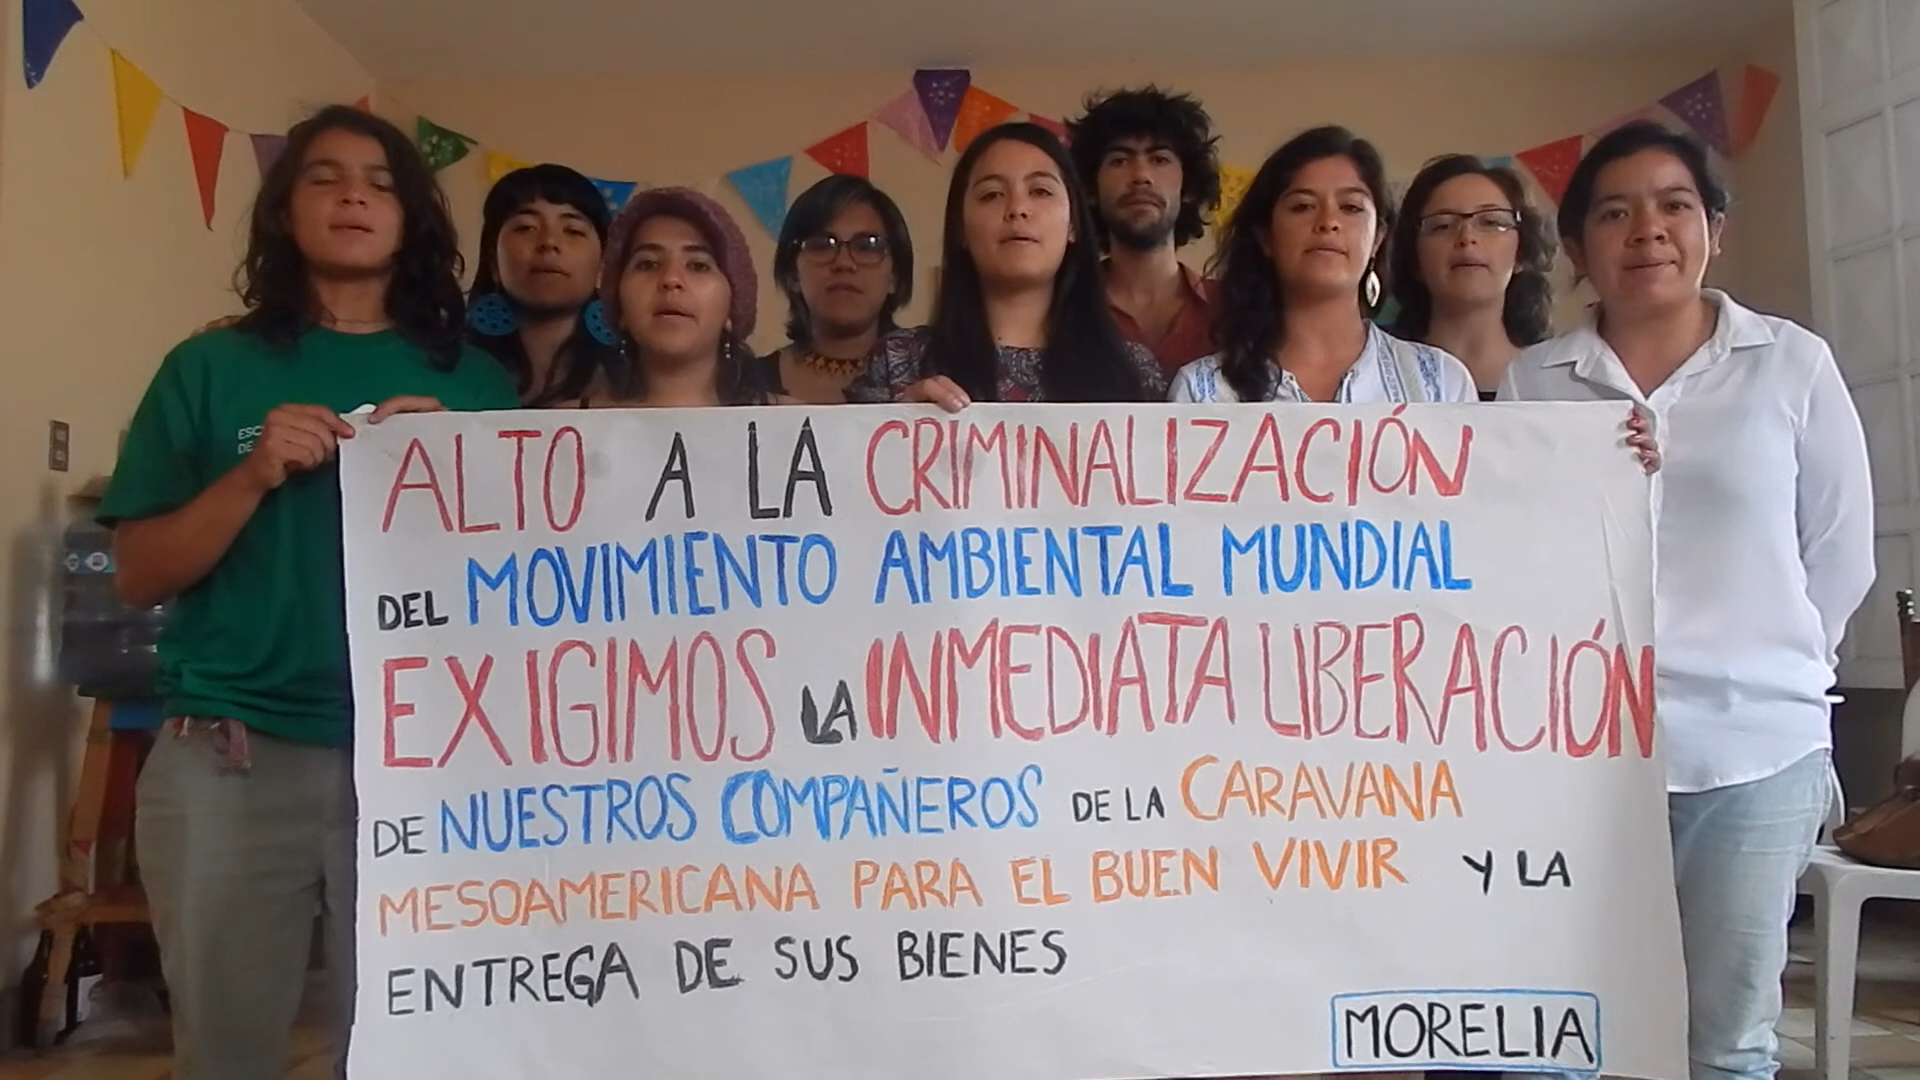 ALTO A LA CRIMINALIZACIÓN
DEL MOVIMIENTO AMBIENTAL MUNDIAL
EXIGIMOS LA INMEDIATA LIBERACIÓN
DE NUESTROS COMPAÑEROS DE LA CARAVANA
MESOAMERICANA PARA EL BUEN VIVIR Y LA
ENTREGA DE SUS BIENES
MORELIA
DE